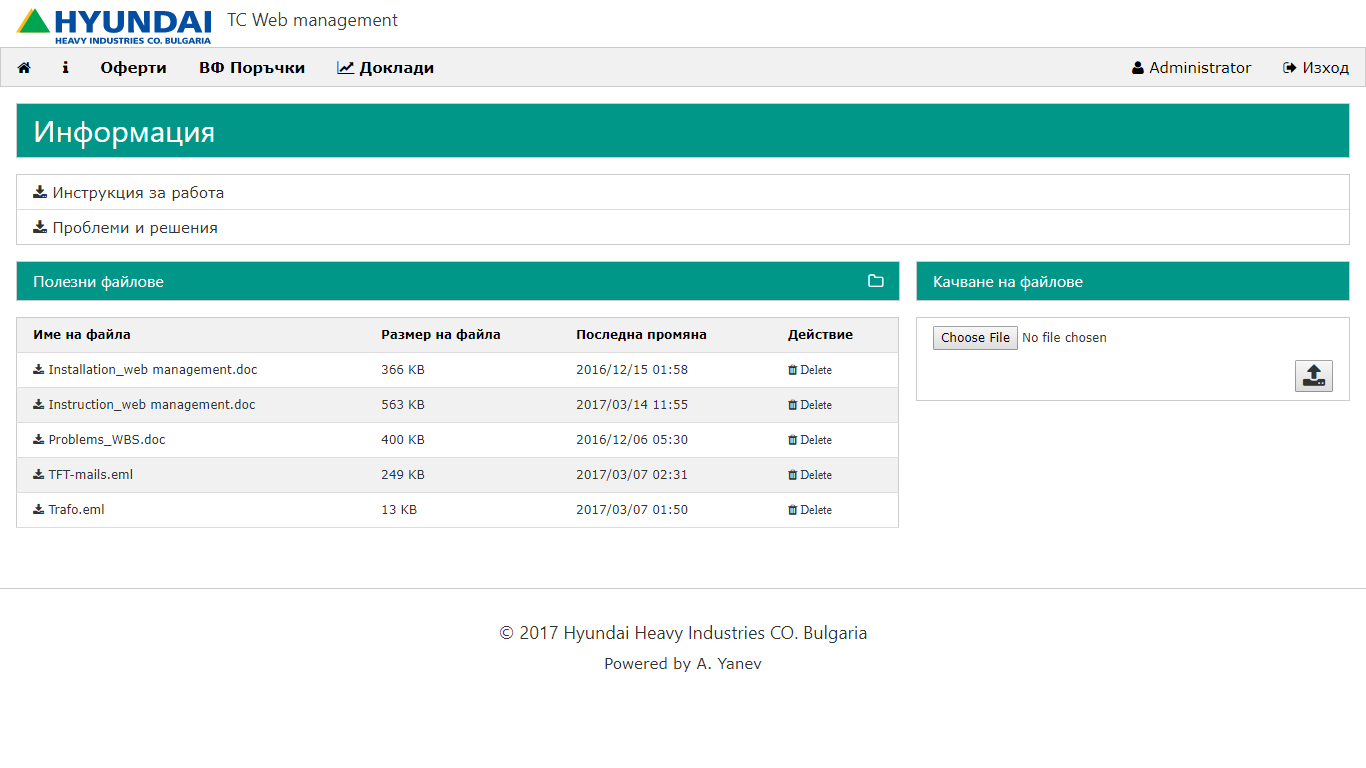 HYUNDAI
HEAVY INDUSTRIES CO. BULGARIA
TC Web management
Оферти ВФ Поръчки Доклади Administrator Изход
Информация
Инструкция за работа
Проблеми и решения
Полезни файлове
Качване на файлове
Име на файла Размер на файла Последна промяна Действие
Installation_web management.doc 366 KB 2016/12/15 01:58 Delete
Instruction_web management.doc 563 KB 2017/03/14 11:55 Delete
Problems_WBS.doc 400 KB 2016/12/06 05:30 Delete
TFT-mails.eml 249 KB 2017/03/07 02:31 Delete
Trafo.eml 13 KB 2017/03/07 01:50 Delete
Choose File No file chosen
© 2017 Hyundai Heavy Industries CO. Bulgaria
Powered by A. Yanev